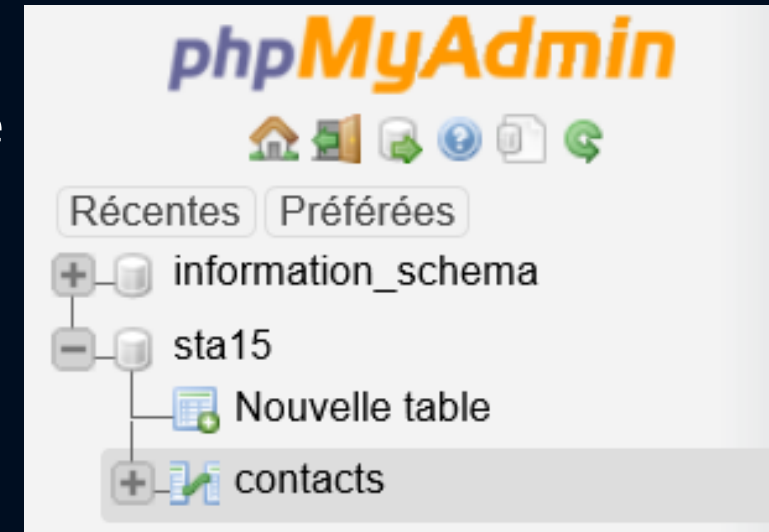 phpMyAdmin
Récentes Préférées
information_schema
sta15
Nouvelle table
contacts